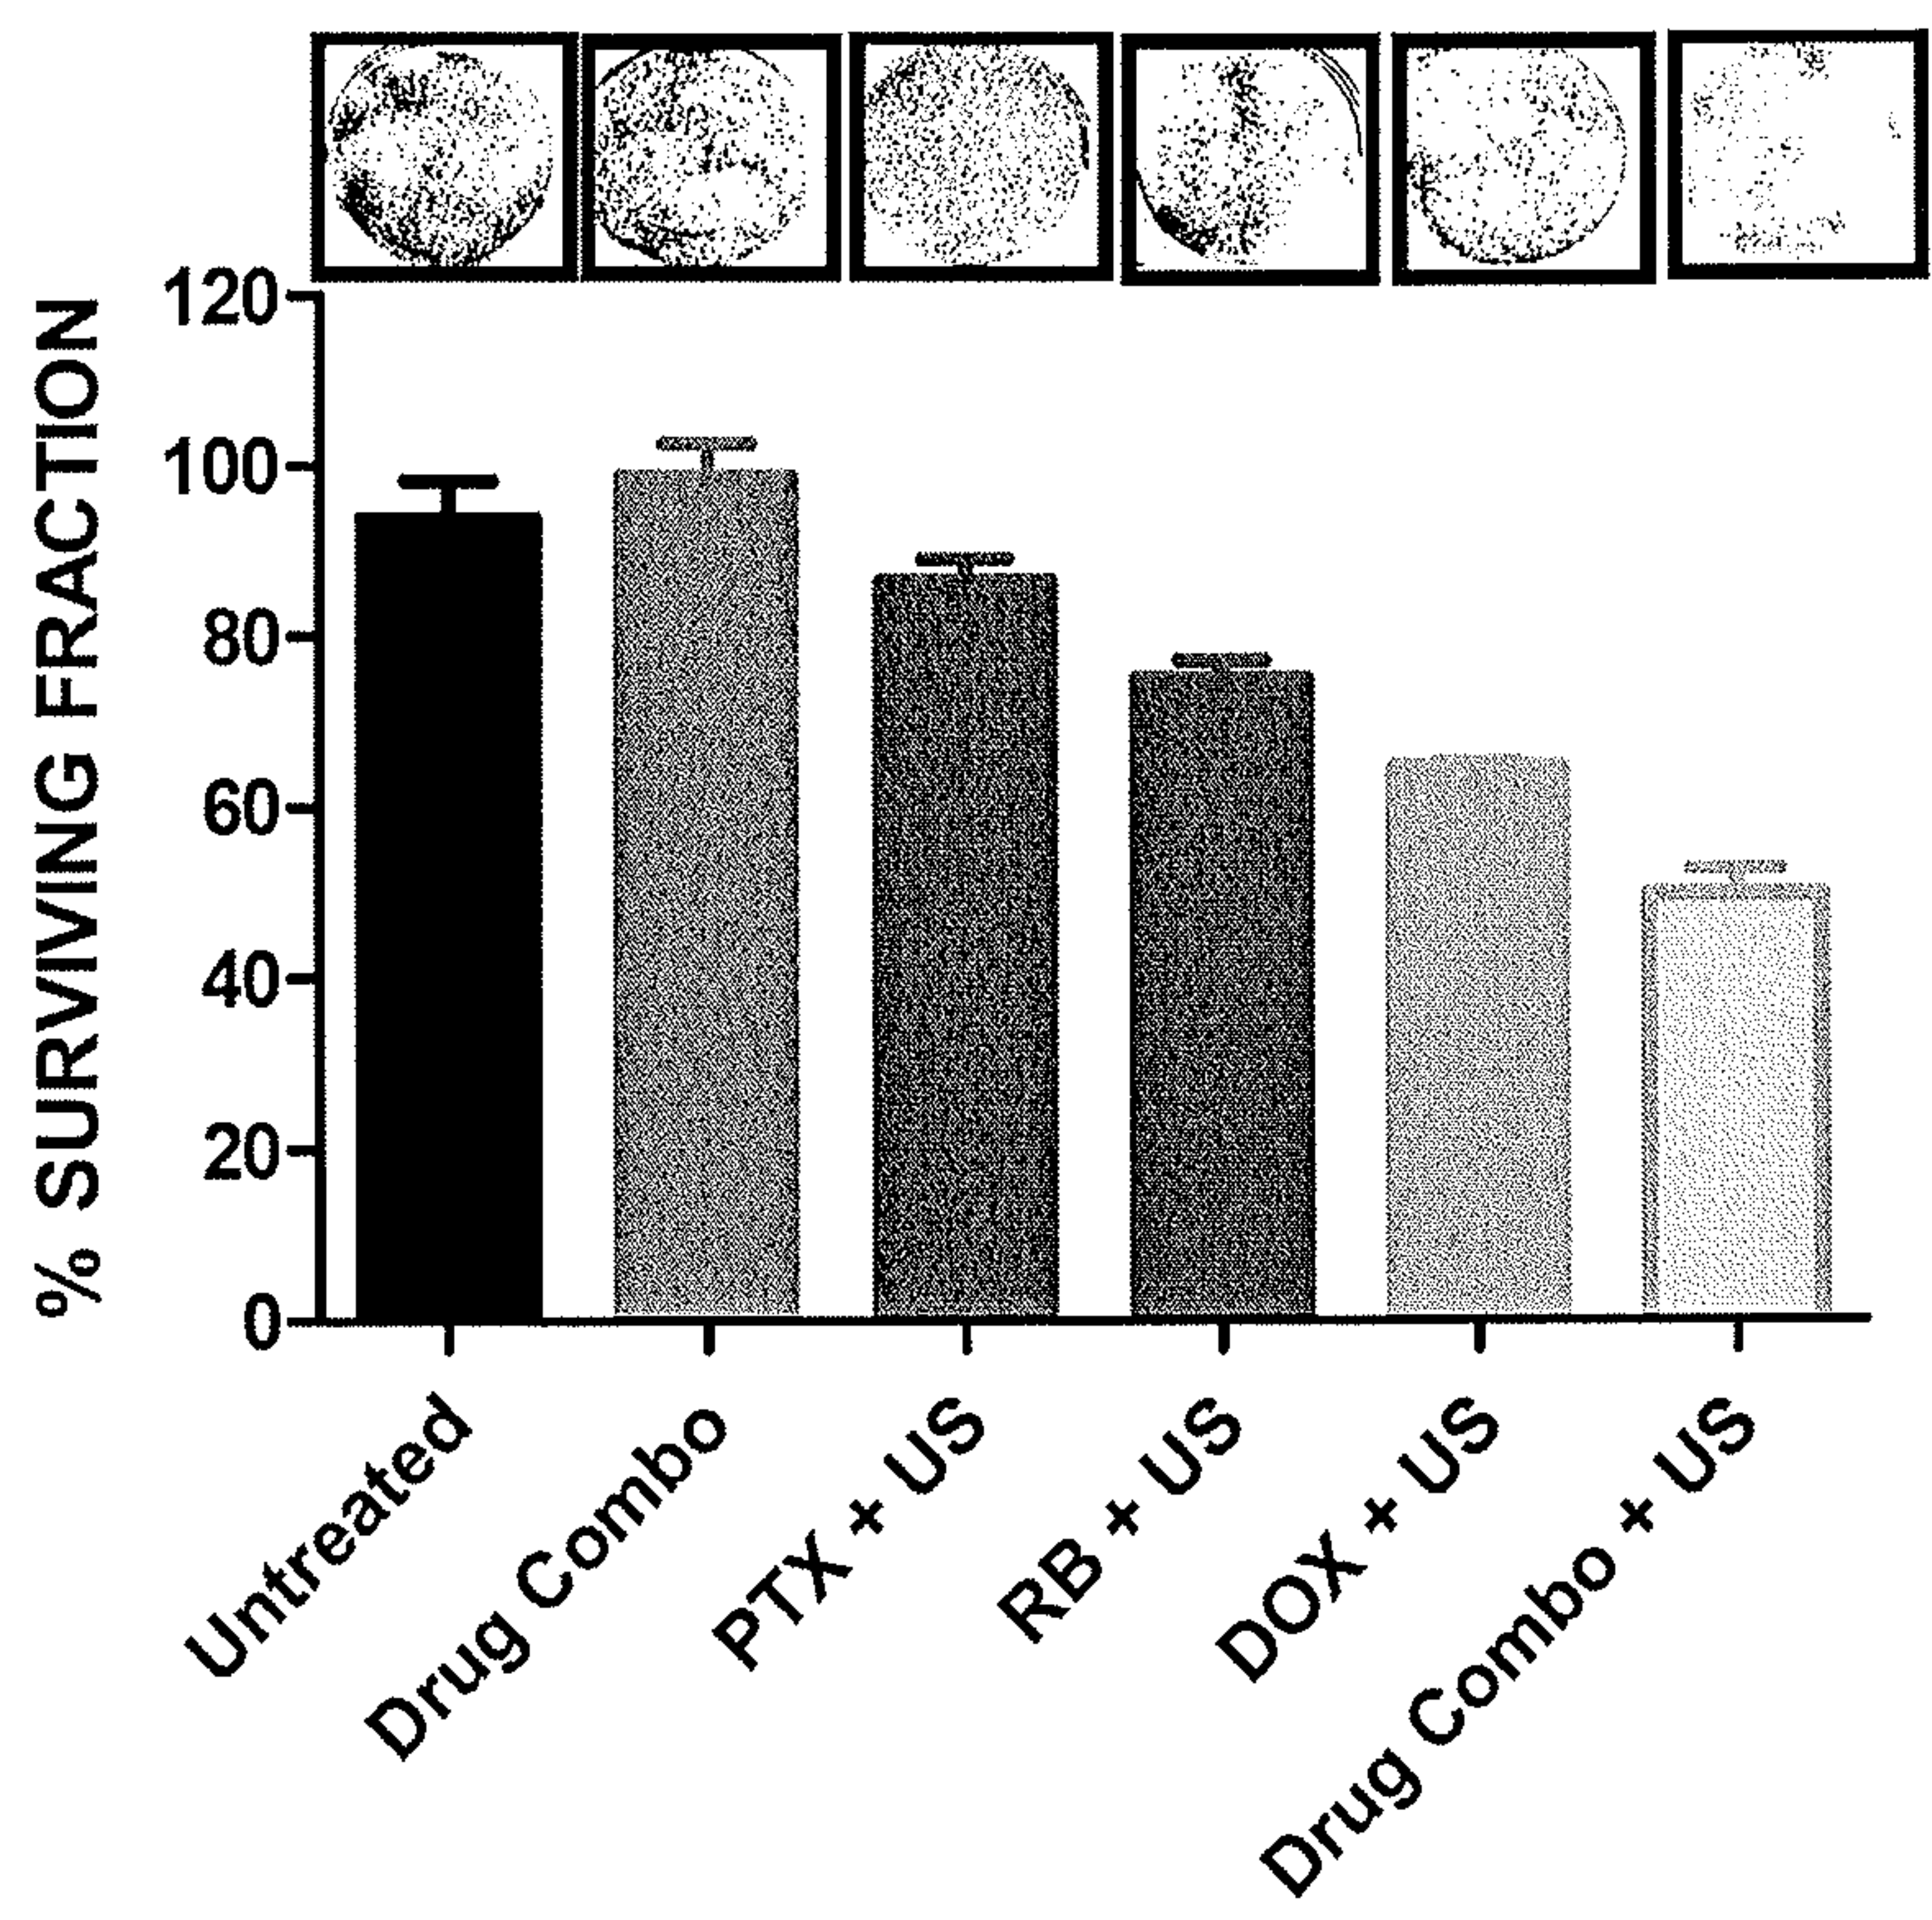 % SURVIVING FRACTION
120
100
80
60
40
20
0
Untreated
Drug Combo
PTX + US
RB + US
DOX + US
Drug Combo + US